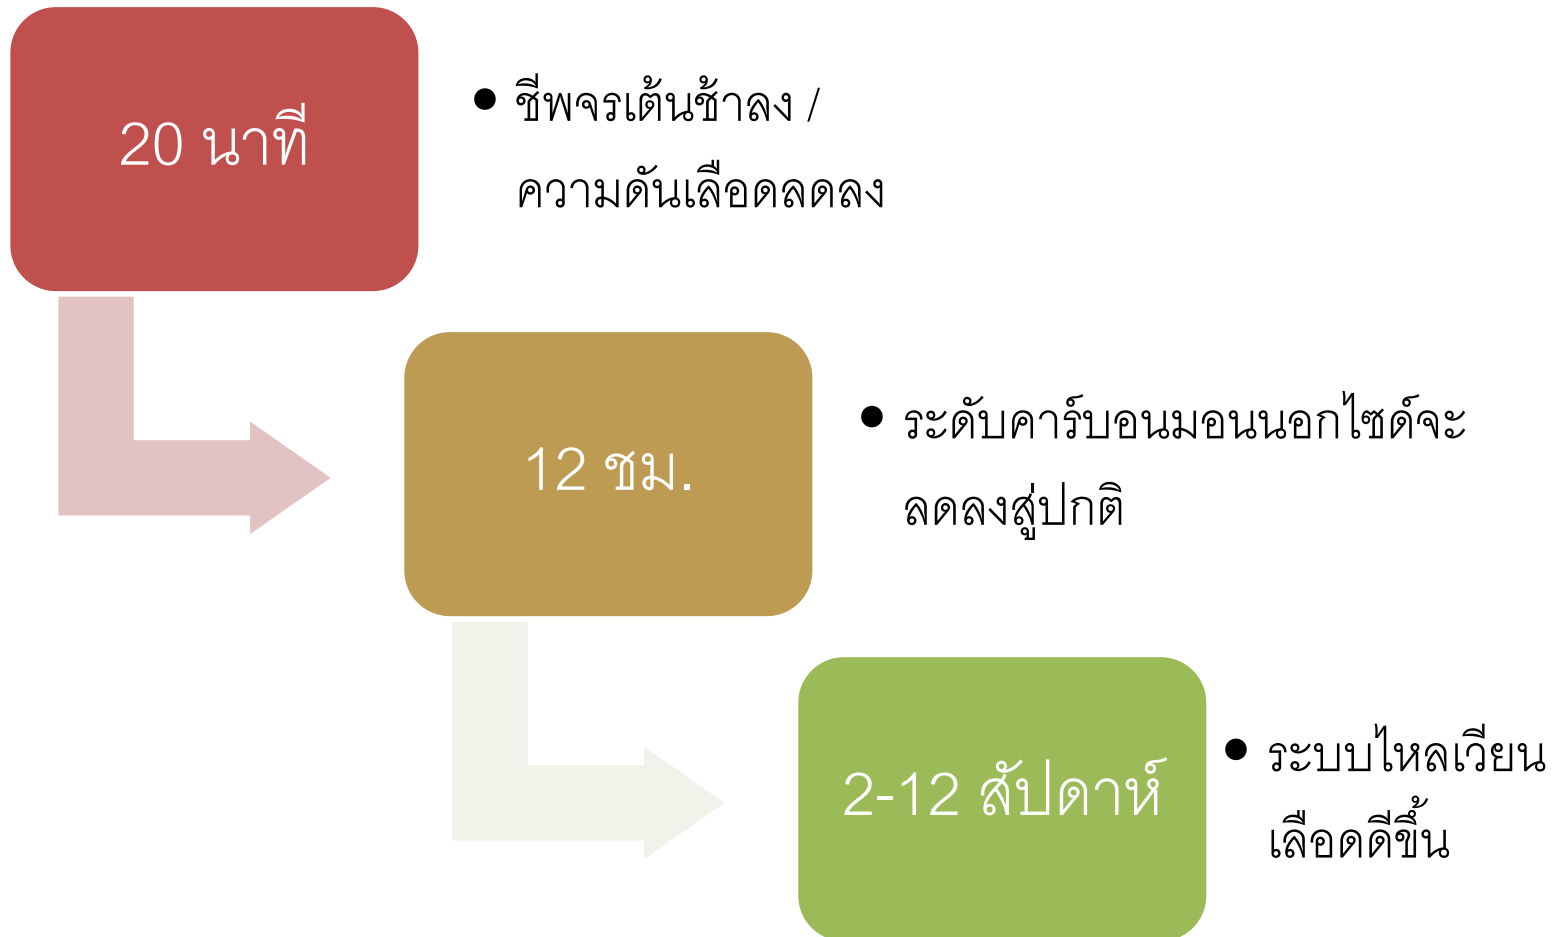 20 นาที
• ชีพจรเต้นช้าลง /
ความดันเลือดลดลง
12 ชม.
• ระดับคาร์บอนมอนนอกไซด์จะ
ลดลงสู่ปกติ
2-12 สัปดาห์
• ระบบไหลเวียน
เลือดดีขึ้น